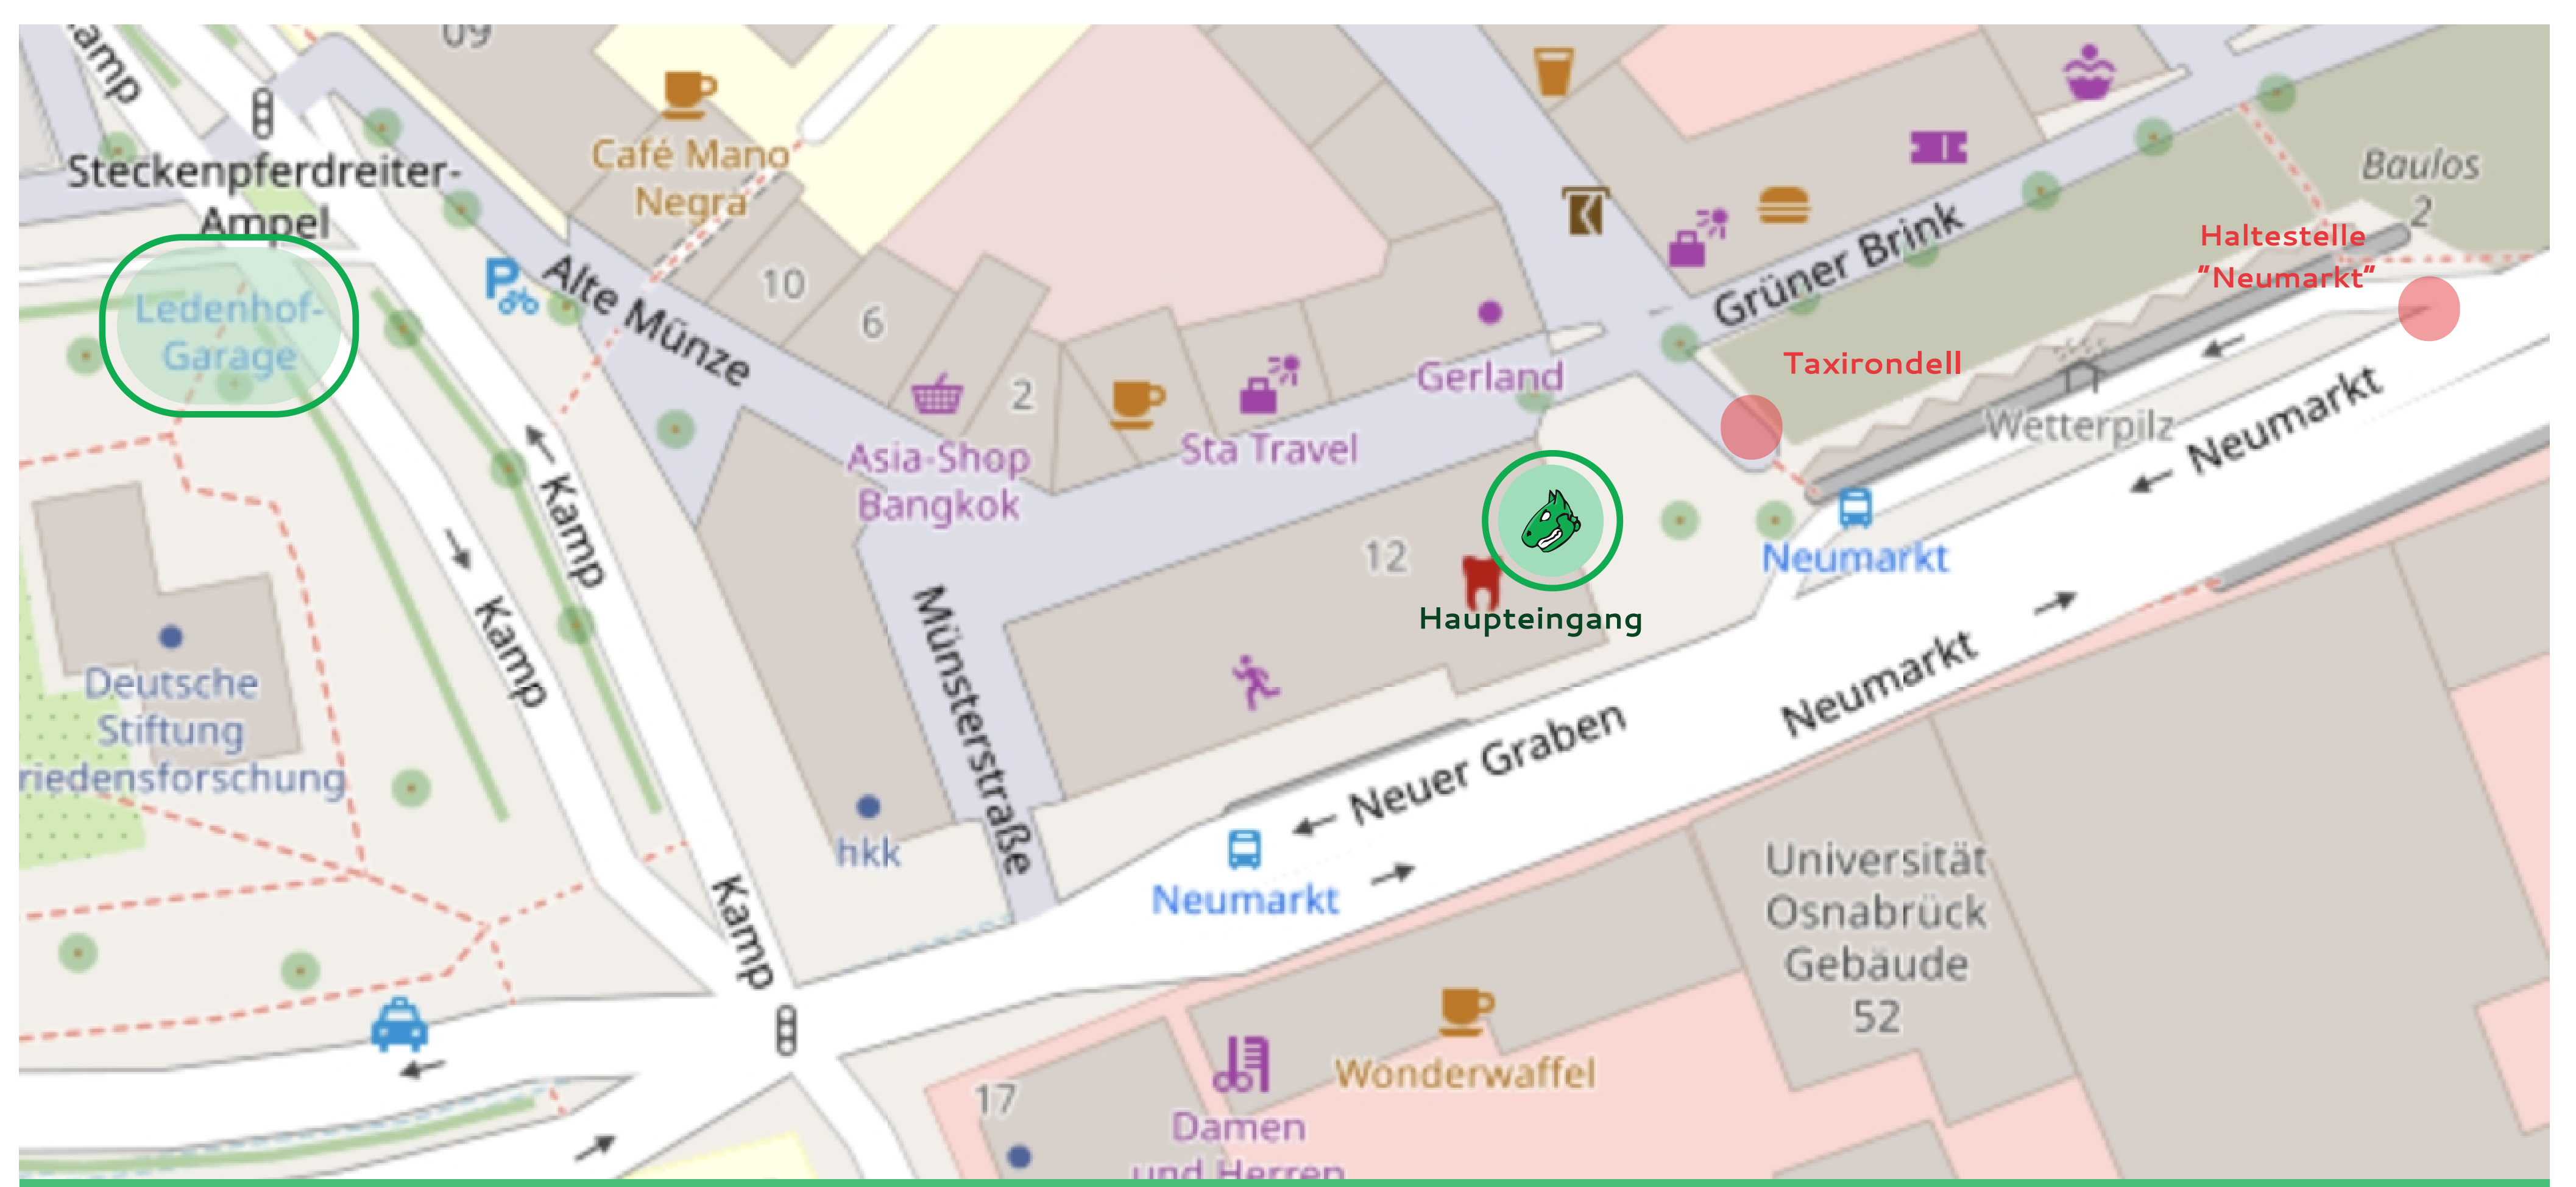 Kamp
09
Café Mano
Negra
Steckenpferdreiter-
Ampel
Ledenhof-
Garage
Alte Münze
10
6
2
Asia-Shop
Bangkok
Sta Travel
Gerland
Grüner Brink
Baulos
2
Haltestelle
"Neumarkt"
Taxirondell
Wetterpilz
Neumarkt
Neumarkt
12
Haupteingang
Kamp
Kamp
Deutsche
Stiftung
riedensforschung
Münsterstraße
hkk
Neuer Graben
Neumarkt
Neumarkt
Kamp
Universität
Osnabrück
Gebäude
52
Wonderwaffel
17
Damen
und Herren